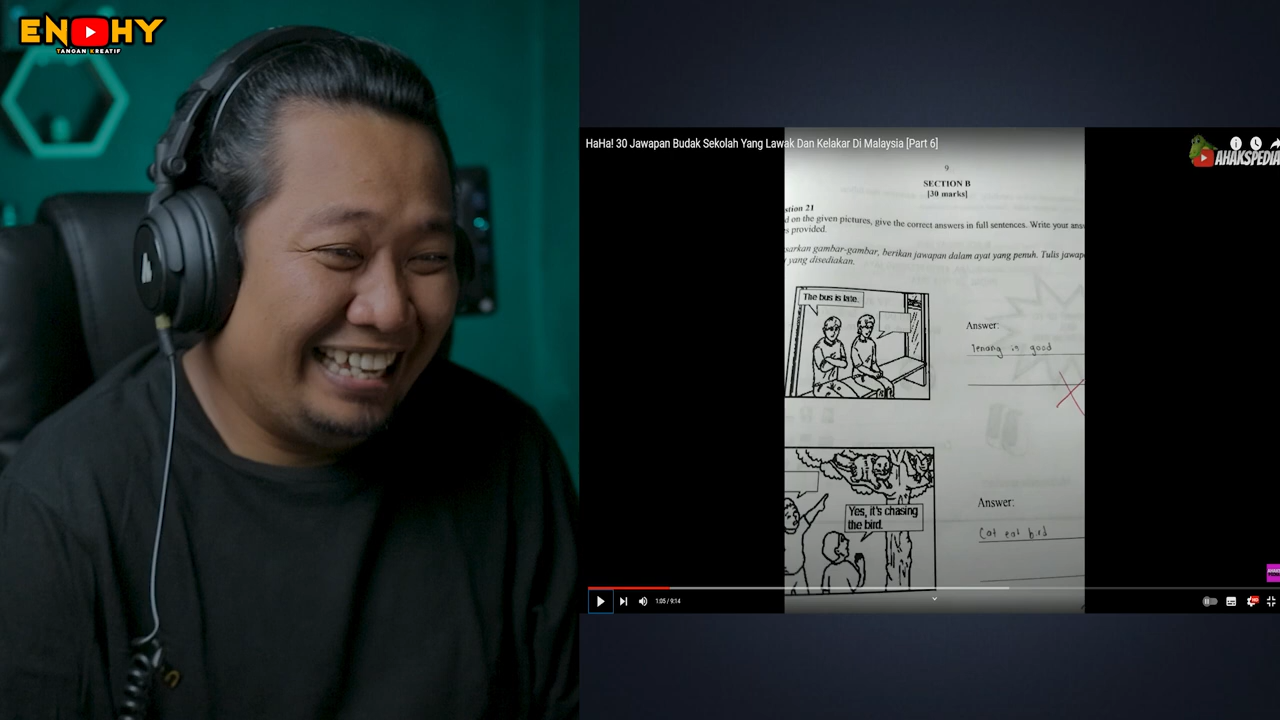 ENOHY
TANGAN KREATIF
HaHa! 30 Jawapan Budak Sekolah Yang Lawak Dan Kelakar Di Malaysia [Part 6]
AHAKSPEDIA
9
SECTION B
[30 marks]
stion 21
d on the given pictures, give the correct answers in full sentences. Write your ans
s provided.
sarkan gambar-gambar, berikan jawapan dalam ayat yang penuh. Tulis jawap
yang disediakan.
The bus is late.
Answer:
Tenang is good
Yes, it's chasing
the bird.
Answer:
Cat eat bird
1:05 / 9:14